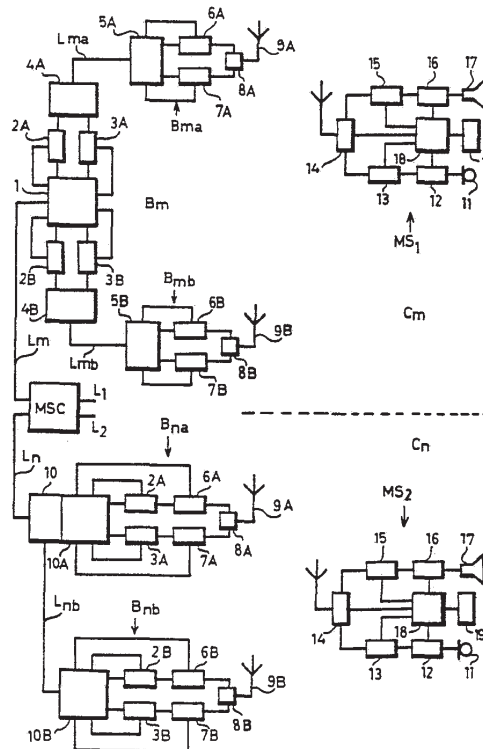 6A
5A
Lma
9A
4A
8A
7A
Bma
2A
3A
1
Bm
2B
3B
4B
Bmb
5B
6B
9B
Lmb
8B
7B
Lm
MSC
L1
L2
Ln
Bna
10
2A
6A
9A
10A
3A
7A
8A
Lnb
Bnb
2B
6B
9B
10B
3B
7B
8B
15
16
17
14
18
13
12
11
MS1
Cm
Cn
MS2
15
16
17
14
18
19
13
12
11